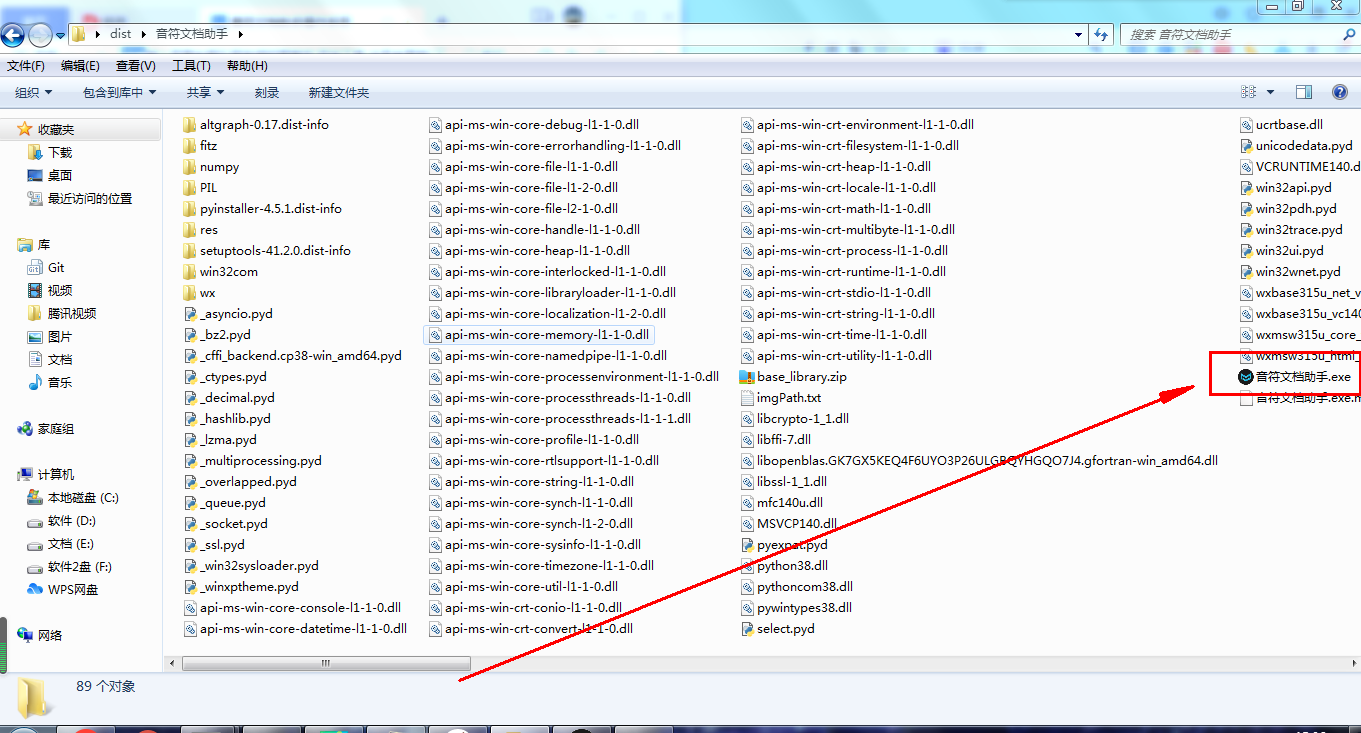 dist 音符文档助手
搜索 音符文档助手
文件(F) 编辑(E) 查看(V) 工具(T) 帮助(H)
组织 包含到库中 共享 刻录 新建文件夹
收藏夹
下载
桌面
最近访问的位置
库
Git
视频
腾讯视频
图片
文档
音乐
家庭组
计算机
本地磁盘 (C:)
软件 (D:)
文档 (E:)
软件2盘 (F:)
WPS网盘
网络
altgraph-0.17.dist-info
fitz
numpy
PIL
pyinstaller-4.5.1.dist-info
res
setuptools-41.2.0.dist-info
win32com
wx
_asyncio.pyd
_bz2.pyd
_cffi_backend.cp38-win_amd64.pyd
_ctypes.pyd
_decimal.pyd
_hashlib.pyd
_lzma.pyd
_multiprocessing.pyd
_overlapped.pyd
_queue.pyd
_socket.pyd
_ssl.pyd
_win32sysloader.pyd
_winxptheme.pyd
api-ms-win-core-console-l1-1-0.dll
api-ms-win-core-datetime-l1-1-0.dll
api-ms-win-core-debug-l1-1-0.dll
api-ms-win-core-errorhandling-l1-1-0.dll
api-ms-win-core-file-l1-1-0.dll
api-ms-win-core-file-l1-2-0.dll
api-ms-win-core-file-l2-1-0.dll
api-ms-win-core-handle-l1-1-0.dll
api-ms-win-core-heap-l1-1-0.dll
api-ms-win-core-interlocked-l1-1-0.dll
api-ms-win-core-libraryloader-l1-1-0.dll
api-ms-win-core-localization-l1-2-0.dll
api-ms-win-core-memory-l1-1-0.dll
api-ms-win-core-namedpipe-l1-1-0.dll
api-ms-win-core-processenvironment-l1-1-0.dll
api-ms-win-core-processthreads-l1-1-0.dll
api-ms-win-core-processthreads-l1-1-1.dll
api-ms-win-core-profile-l1-1-0.dll
api-ms-win-core-rtlsupport-l1-1-0.dll
api-ms-win-core-string-l1-1-0.dll
api-ms-win-core-synch-l1-1-0.dll
api-ms-win-core-synch-l1-2-0.dll
api-ms-win-core-sysinfo-l1-1-0.dll
api-ms-win-core-timezone-l1-1-0.dll
api-ms-win-core-util-l1-1-0.dll
api-ms-win-crt-conio-l1-1-0.dll
api-ms-win-crt-convert-l1-1-0.dll
api-ms-win-crt-environment-l1-1-0.dll
api-ms-win-crt-filesystem-l1-1-0.dll
api-ms-win-crt-heap-l1-1-0.dll
api-ms-win-crt-locale-l1-1-0.dll
api-ms-win-crt-math-l1-1-0.dll
api-ms-win-crt-multibyte-l1-1-0.dll
api-ms-win-crt-process-l1-1-0.dll
api-ms-win-crt-runtime-l1-1-0.dll
api-ms-win-crt-stdio-l1-1-0.dll
api-ms-win-crt-string-l1-1-0.dll
api-ms-win-crt-time-l1-1-0.dll
api-ms-win-crt-utility-l1-1-0.dll
base_library.zip
imgPath.txt
libcrypto-1_1.dll
libffi-7.dll
libopenblas.GK7GX5KEQ4F6UYO3P26ULGBQYHGQO7J4.gfortran-win_amd64.dll
libssl-1_1.dll
mfc140u.dll
MSVCP140.dll
pyexpat.pyd
python38.dll
pythoncom38.dll
pywintypes38.dll
select.pyd
ucrtbase.dll
unicodedata.pyd
VCRUNTIME140.d
win32api.pyd
win32pdh.pyd
win32trace.pyd
win32ui.pyd
win32wnet.pyd
wxbase315u_net_v
wxbase315u_vc140
wxmsw315u_core_
wxmsw315u_html_
音符文档助手.exe
音符文档助手.exe.m
89 个对象